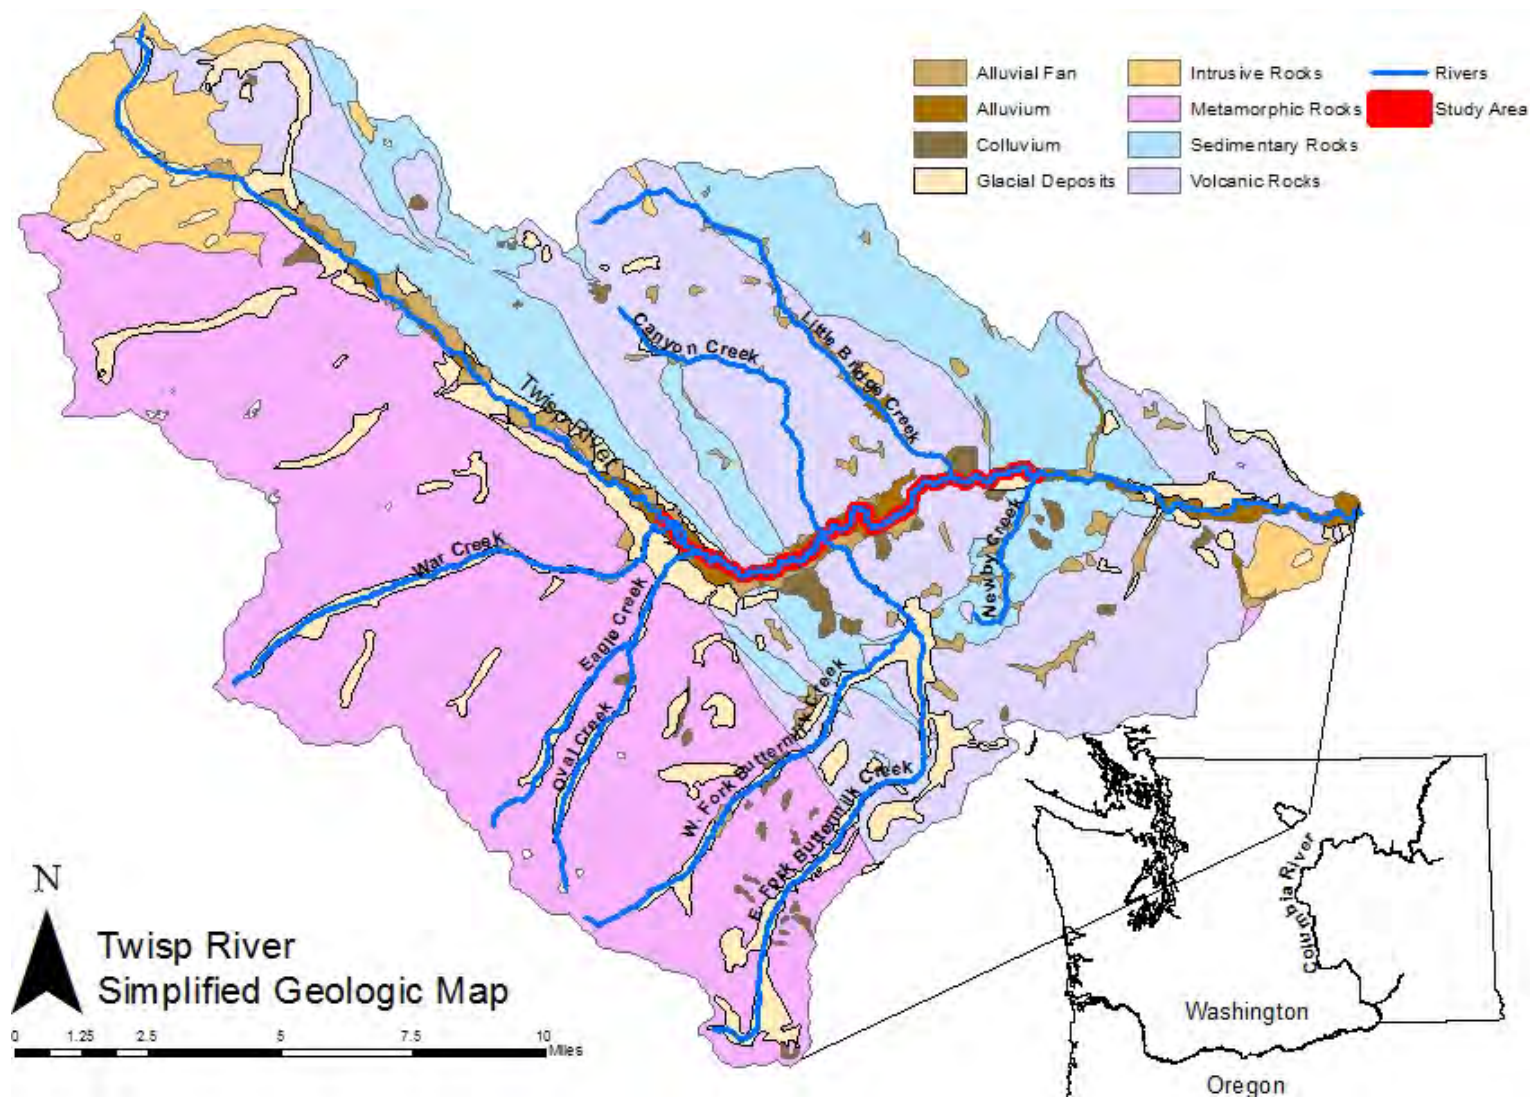 Alluvial Fan
Alluvium
Colluvium
Glacial Deposits
Intrusive Rocks
Metamorphic Rocks
Sedimentary Rocks
Volcanic Rocks
Rivers
Study Area
Canyon Creek
Little Bridge Creek
Twisp River
War Creek
Eagle Creek
Oval Creek
Newby Creek
W. Fork Buttermilk Creek
E. Fork Buttermilk Creek
N
Twisp River
Simplified Geologic Map
0 1.25 2.5 5 7.5 10
Miles
Columbia River
Washington
Oregon